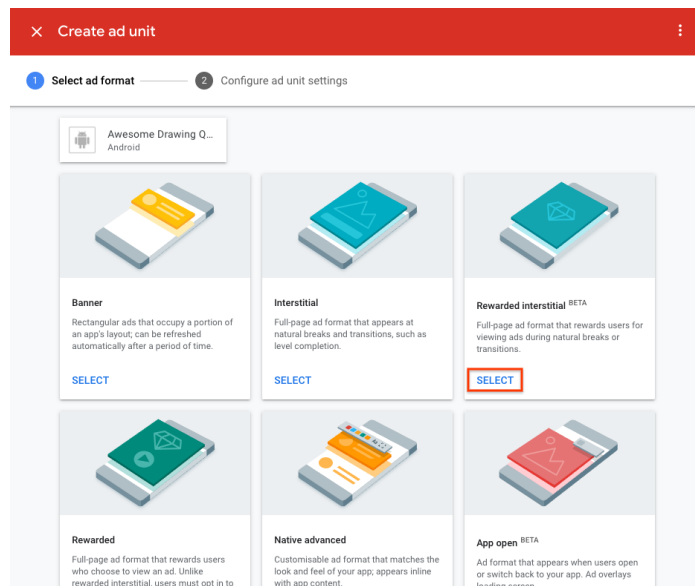 Create ad unit
1 Select ad format
2 Configure ad unit settings
Awesome Drawing Q...
Android
Banner
Rectangular ads that occupy a portion of
an app's layout; can be refreshed
automatically after a period of time.
SELECT
Interstitial
Full-page ad format that appears at
natural breaks and transitions, such as
level completion.
SELECT
Rewarded interstitial BETA
Full-page ad format that rewards users for
viewing ads during natural breaks or
transitions.
SELECT
Rewarded
Full-page ad format that rewards users
who choose to view an ad. Unlike
rewarded interstitial, users must opt in to
Native advanced
Customisable ad format that matches the
look and feel of your app; appears inline
with app content.
App open BETA
Ad format that appears when users open
or switch back to your app. Ad overlays
loading screen